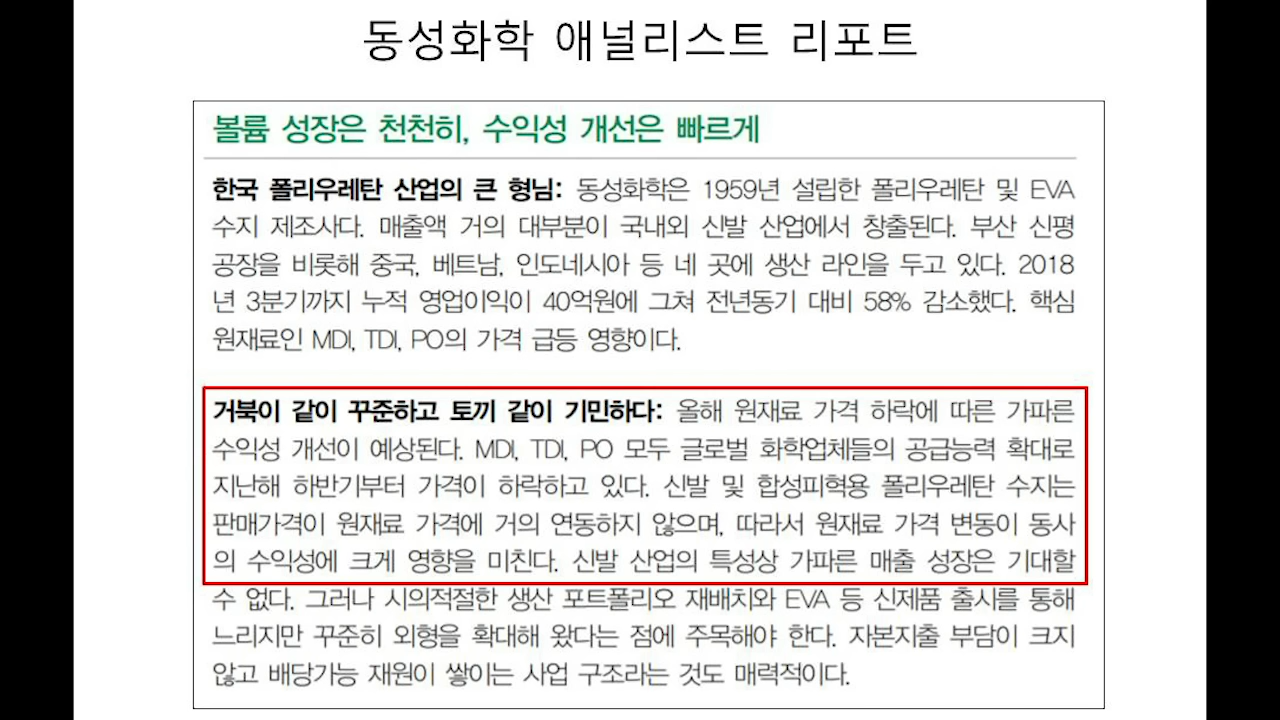 동성화학 애널리스트 리포트
볼륨 성장은 천천히, 수익성 개선은 빠르게
한국 폴리우레탄 산업의 큰 형님: 동성화학은 1959년 설립한 폴리우레탄 및 EVA
수지 제조사다. 매출액 거의 대부분이 국내외 신발 산업에서 창출된다. 부산 신평
공장을 비롯해 중국, 베트남, 인도네시아 등 네 곳에 생산 라인을 두고 있다. 2018
년 3분기까지 누적 영업이익이 40억원에 그쳐 전년동기 대비 58% 감소했다. 핵심
원재료인 MDI, TDI, PO의 가격 급등 영향이다.
거북이 같이 꾸준하고 토끼 같이 기민하다: 올해 원재료 가격 하락에 따른 가파른
수익성 개선이 예상된다. MDI, TDI, PO 모두 글로벌 화학업체들의 공급능력 확대로
지난해 하반기부터 가격이 하락하고 있다. 신발 및 합성피혁용 폴리우레탄 수지는
판매가격이 원재료 가격에 거의 연동하지 않으며, 따라서 원재료 가격 변동이 동사
의 수익성에 크게 영향을 미친다. 신발 산업의 특성상 가파른 매출 성장은 기대할
수 없다. 그러나 시의적절한 생산 포트폴리오 재배치와 EVA 등 신제품 출시를 통해
느리지만 꾸준히 외형을 확대해 왔다는 점에 주목해야 한다. 자본지출 부담이 크지
않고 배당가능 재원이 쌓이는 사업 구조라는 것도 매력적이다.